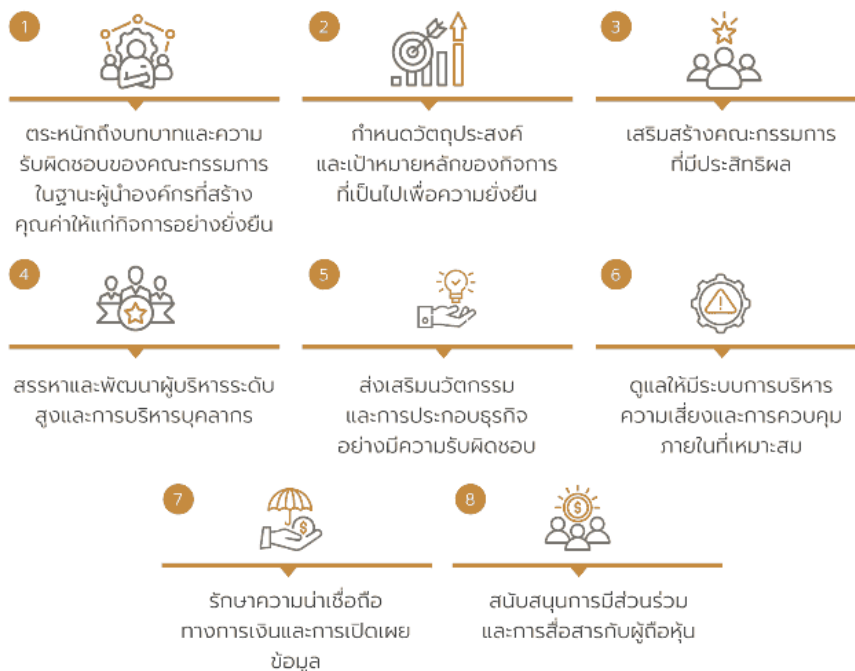 1
ตระหนักถึงบทบาทและความ
รับผิดชอบของคณะกรรมการ
ในฐานะผู้นำองค์กรที่สร้าง
คุณค่าให้แก่กิจการอย่างยั่งยืน
2
กำหนดวัตถุประสงค์
และเป้าหมายหลักของกิจการ
ที่เป็นไปเพื่อความยั่งยืน
3
เสริมสร้างคณะกรรมการ
ที่มีประสิทธิผล
4
สรรหาและพัฒนาผู้บริหารระดับ
สูงและการบริหารบุคลากร
5
ส่งเสริมนวัตกรรม
และการประกอบธุรกิจ
อย่างมีความรับผิดชอบ
6
ดูแลให้มีระบบการบริหาร
ความเสี่ยงและการควบคุม
ภายในที่เหมาะสม
7
$
รักษาความน่าเชื่อถือ
ทางการเงินและการเปิดเผย
ข้อมูล
8
$
สนับสนุนการมีส่วนร่วม
และการสื่อสารกับผู้ถือหุ้น